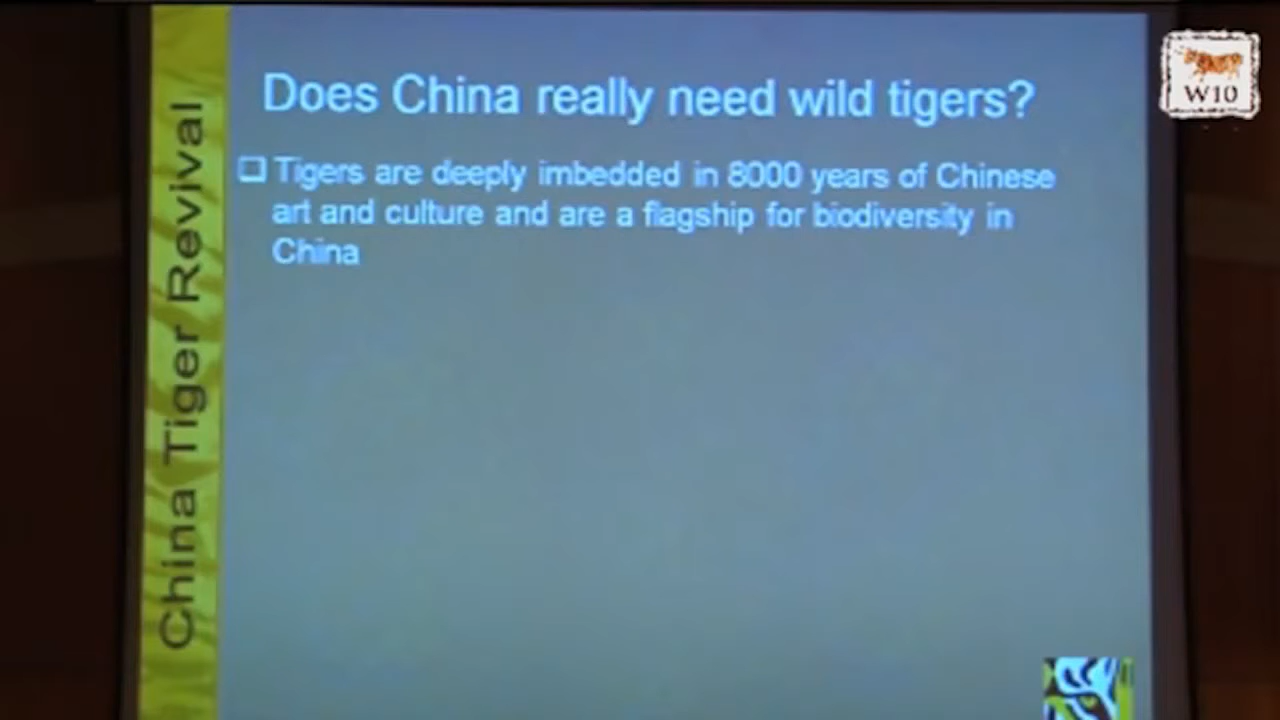 Does China really need wild tigers?
Tigers are deeply imbedded in 8000 years of Chinese
art and culture and are a flagship for biodiversity in
China
China Tiger Revival
W10